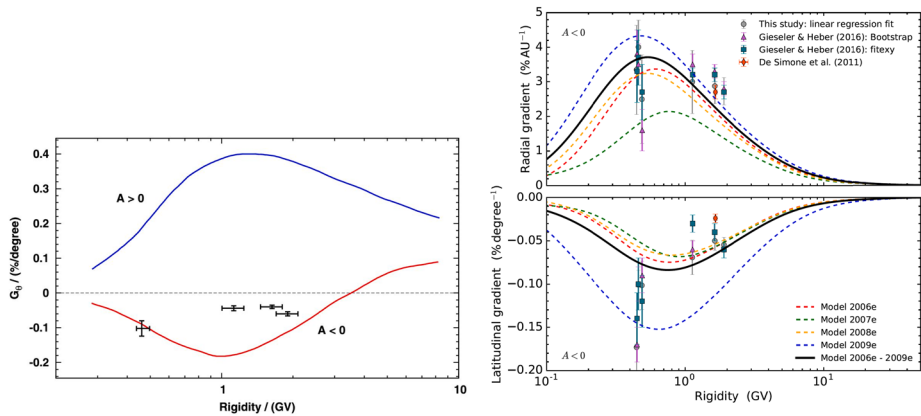 0.4
0.3
0.2
0.1
0
-0.1
-0.2
G_θ / (%/degree)
A > 0
A < 0
1
10
Rigidity / (GV)
5
4
3
2
1
0
Radial gradient (%AU⁻¹)
A < 0
This study: linear regression fit
Gieseler & Heber (2016): Bootstrap
Gieseler & Heber (2016): fitexy
De Simone et al. (2011)
0.00
−0.05
−0.10
−0.15
−0.20
Latitudinal gradient (%degree⁻¹)
A < 0
Model 2006e
Model 2007e
Model 2008e
Model 2009e
Model 2006e - 2009e
10⁻¹
10⁰
10¹
Rigidity (GV)